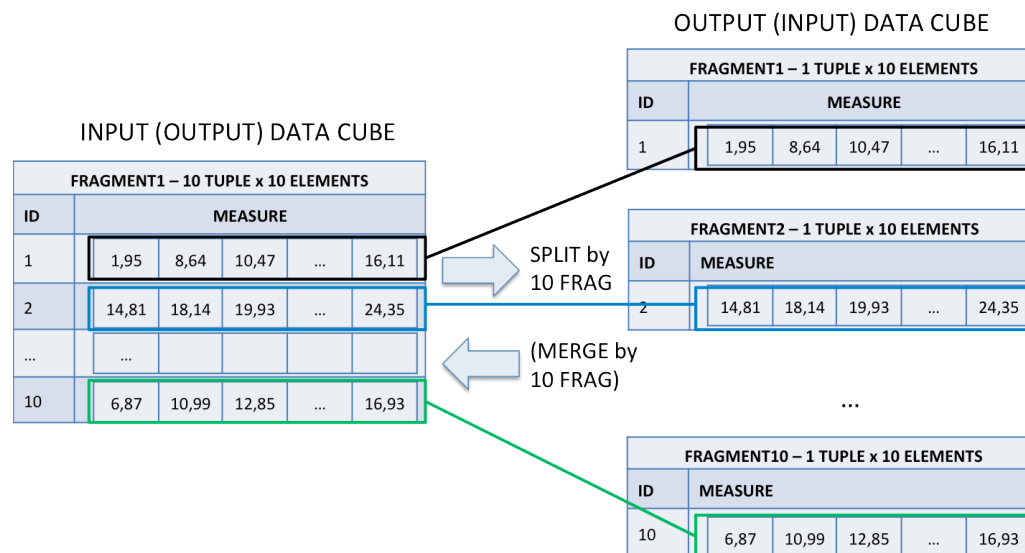 OUTPUT (INPUT) DATA CUBE
FRAGMENT1 – 1 TUPLE x 10 ELEMENTS
ID MEASURE
1 1,95 8,64 10,47 ... 16,11
INPUT (OUTPUT) DATA CUBE
FRAGMENT1 – 10 TUPLE x 10 ELEMENTS
ID MEASURE
1 1,95 8,64 10,47 ... 16,11
2 14,81 18,14 19,93 ... 24,35
... ...
10 6,87 10,99 12,85 ... 16,93
SPLIT by
10 FRAG
(MERGE by
10 FRAG)
FRAGMENT2 – 1 TUPLE x 10 ELEMENTS
ID MEASURE
2 14,81 18,14 19,93 ... 24,35
...
FRAGMENT10 – 1 TUPLE x 10 ELEMENTS
ID MEASURE
10 6,87 10,99 12,85 ... 16,93